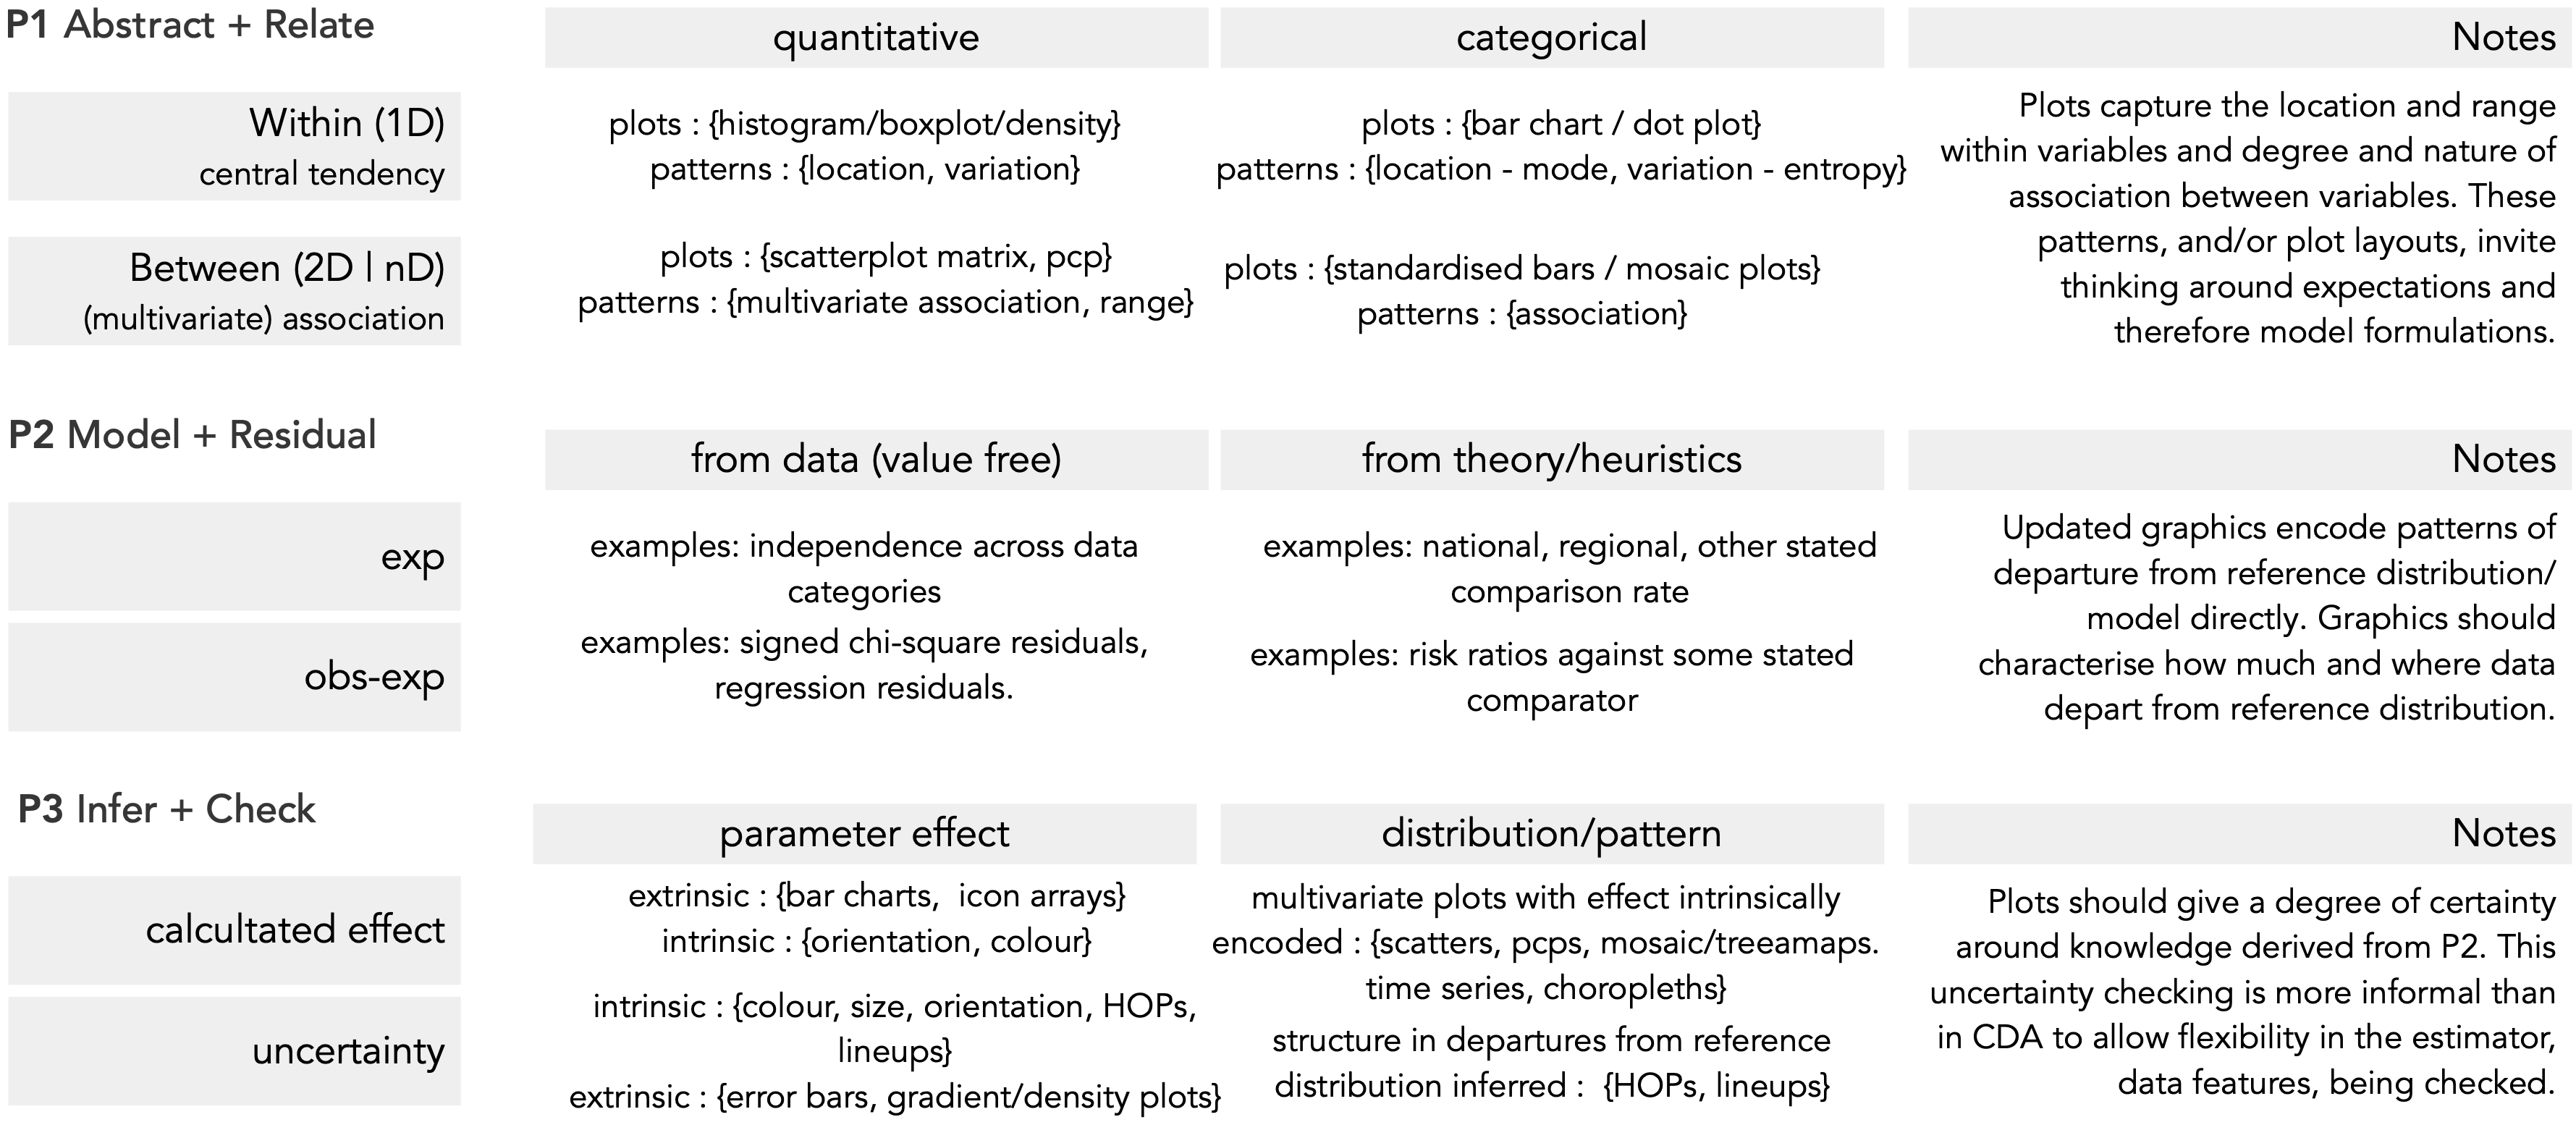 P1 Abstract + Relate
quantitative
categorical
Notes
Within (1D)
central tendency
plots : {histogram/boxplot/density}
patterns : {location, variation}
plots : {bar chart / dot plot}
patterns : {location - mode, variation - entropy}
Between (2D | nD)
(multivariate) association
plots : {scatterplot matrix, pcp}
patterns : {multivariate association, range}
plots : {standardised bars / mosaic plots}
patterns : {association}
Plots capture the location and range
within variables and degree and nature of
association between variables. These
patterns, and/or plot layouts, invite
thinking around expectations and
therefore model formulations.
P2 Model + Residual
from data (value free)
from theory/heuristics
Notes
exp
examples: independence across data
categories
examples: national, regional, other stated
comparison rate
obs-exp
examples: signed chi-square residuals,
regression residuals.
examples: risk ratios against some stated
comparator
Updated graphics encode patterns of
departure from reference distribution/
model directly. Graphics should
characterise how much and where data
depart from reference distribution.
P3 Infer + Check
parameter effect
distribution/pattern
Notes
calcultated effect
extrinsic : {bar charts,  icon arrays}
intrinsic : {orientation, colour}
multivariate plots with effect intrinsically
encoded : {scatters, pcps, mosaic/treeamaps.
time series, choropleths}
uncertainty
intrinsic : {colour, size, orientation, HOPs,
lineups}
extrinsic : {error bars, gradient/density plots}
structure in departures from reference
distribution inferred :  {HOPs, lineups}
Plots should give a degree of certainty
around knowledge derived from P2. This
uncertainty checking is more informal than
in CDA to allow flexibility in the estimator,
data features, being checked.